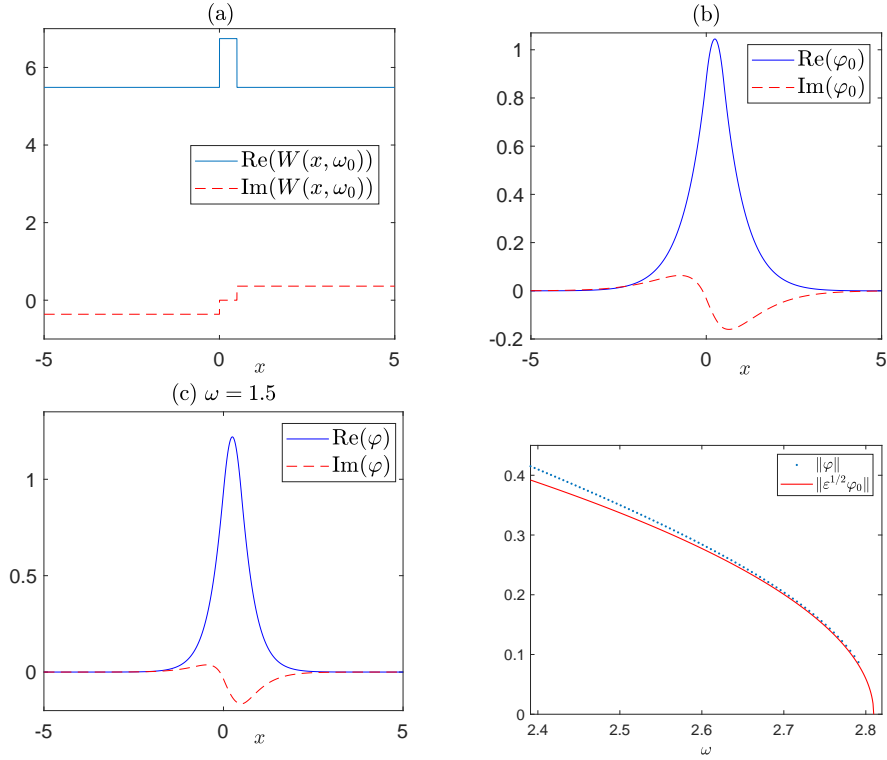 (a)
6
4
2
0
-5
0
5
x
Re(W(x, ω₀))
Im(W(x, ω₀))
(b)
1
0.8
0.6
0.4
0.2
0
-0.2
-5
0
5
x
Re(φ₀)
Im(φ₀)
(c) ω = 1.5
1
0.5
0
-5
0
5
x
Re(φ)
Im(φ)
0.4
0.3
0.2
0.1
0
2.4
2.5
2.6
2.7
2.8
ω
‖φ‖
‖ε^{1/2}φ₀‖